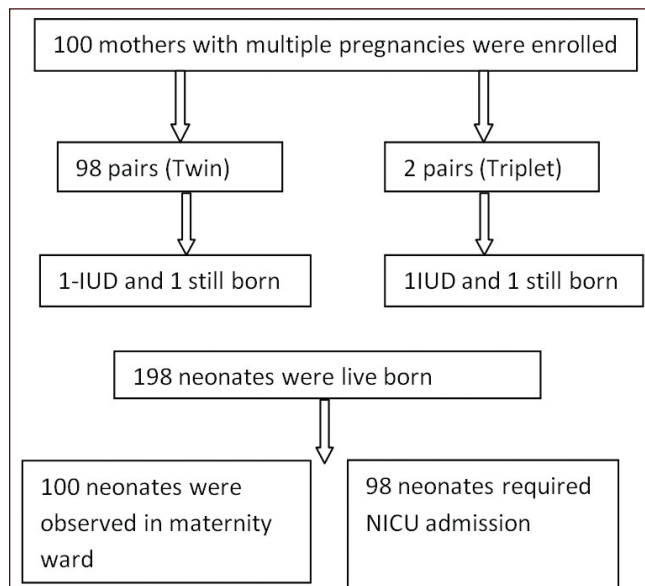 100 mothers with multiple pregnancies were enrolled
98 pairs (Twin)
2 pairs (Triplet)
1-IUD and 1 still born
1IUD and 1 still born
198 neonates were live born
100 neonates were
observed in maternity
ward
98 neonates required
NICU admission